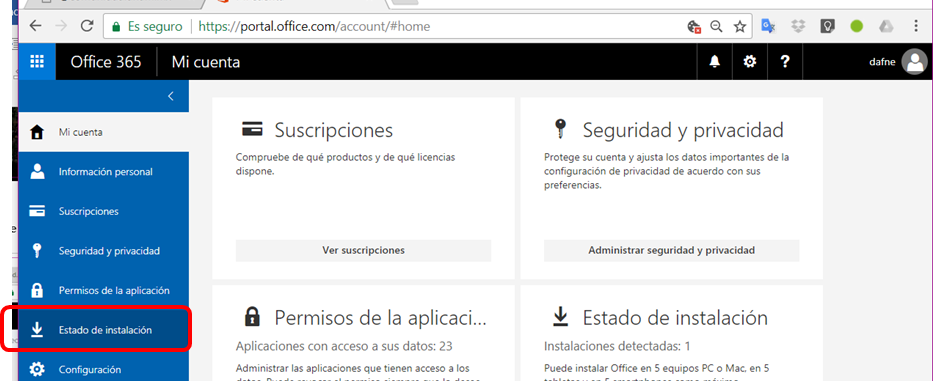 Es seguro | https://portal.office.com/account/#home
Office 365
Mi cuenta
dafne
Mi cuenta
Información personal
Suscripciones
Seguridad y privacidad
Permisos de la aplicación
Estado de instalación
Configuración
Suscripciones
Compruebe de qué productos y de qué licencias
dispone.
Ver suscripciones
Seguridad y privacidad
Protege su cuenta y ajusta los datos importantes de la
configuración de privacidad de acuerdo con sus
preferencias.
Administrar seguridad y privacidad
Permisos de la aplicaci...
Aplicaciones con acceso a sus datos: 23
Administrar las aplicaciones que tienen acceso a los
Estado de instalación
Instalaciones detectadas: 1
Puede instalar Office en 5 equipos PC o Mac, en 5